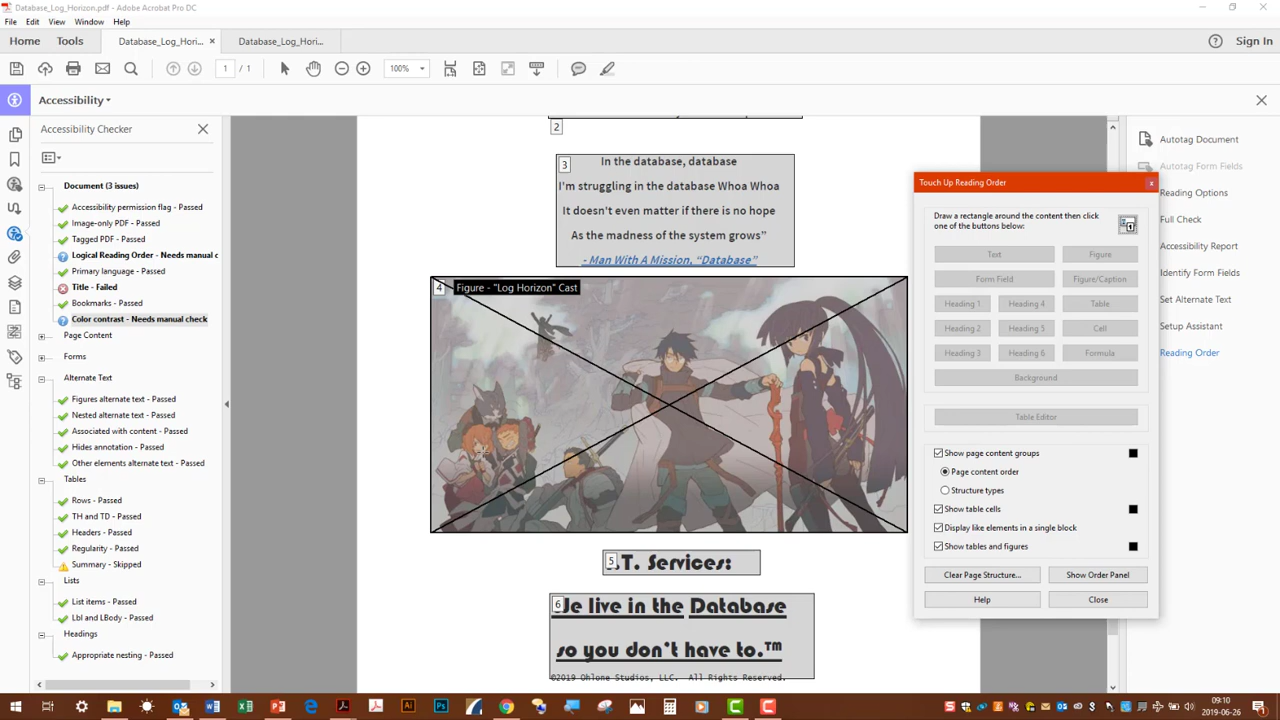 Database_Log_Horizon.pdf - Adobe Acrobat Pro DC
File Edit View Window Help
Home Tools Database_Log_Hori... × Database_Log_Hori...
Sign In
1 / 1
100%
Accessibility
Accessibility Checker
Document (3 issues)
Accessibility permission flag - Passed
Image-only PDF - Passed
Tagged PDF - Passed
Logical Reading Order - Needs manual c
Primary language - Passed
Title - Failed
Bookmarks - Passed
Color contrast - Needs manual check
Page Content
Forms
Alternate Text
Figures alternate text - Passed
Nested alternate text - Passed
Associated with content - Passed
Hides annotation - Passed
Other elements alternate text - Passed
Tables
Rows - Passed
TH and TD - Passed
Headers - Passed
Regularity - Passed
Summary - Skipped
Lists
List items - Passed
Lbl and LBody - Passed
Headings
Appropriate nesting - Passed
2
3
In the database, database
I'm struggling in the database Whoa Whoa
It doesn't even matter if there is no hope
As the madness of the system grows”
- Man With A Mission, “Database”
4 Figure - "Log Horizon" Cast
5 .T. Services:
6 We live in the Database
so you don't have to.™
©2019 Ohlone Studios, LLC. All Rights Reserved.
Touch Up Reading Order
x
Draw a rectangle around the content then click
one of the buttons below:
Text Figure
Form Field Figure/Caption
Heading 1 Heading 4 Table
Heading 2 Heading 5 Cell
Heading 3 Heading 6 Formula
Background
Table Editor
Show page content groups
Page content order
Structure types
Show table cells
Display like elements in a single block
Show tables and figures
Clear Page Structure... Show Order Panel
Help Close
Autotag Document
Autotag Form Fields
Reading Options
Full Check
Accessibility Report
Identify Form Fields
Set Alternate Text
Setup Assistant
Reading Order
09:10
2019-06-26